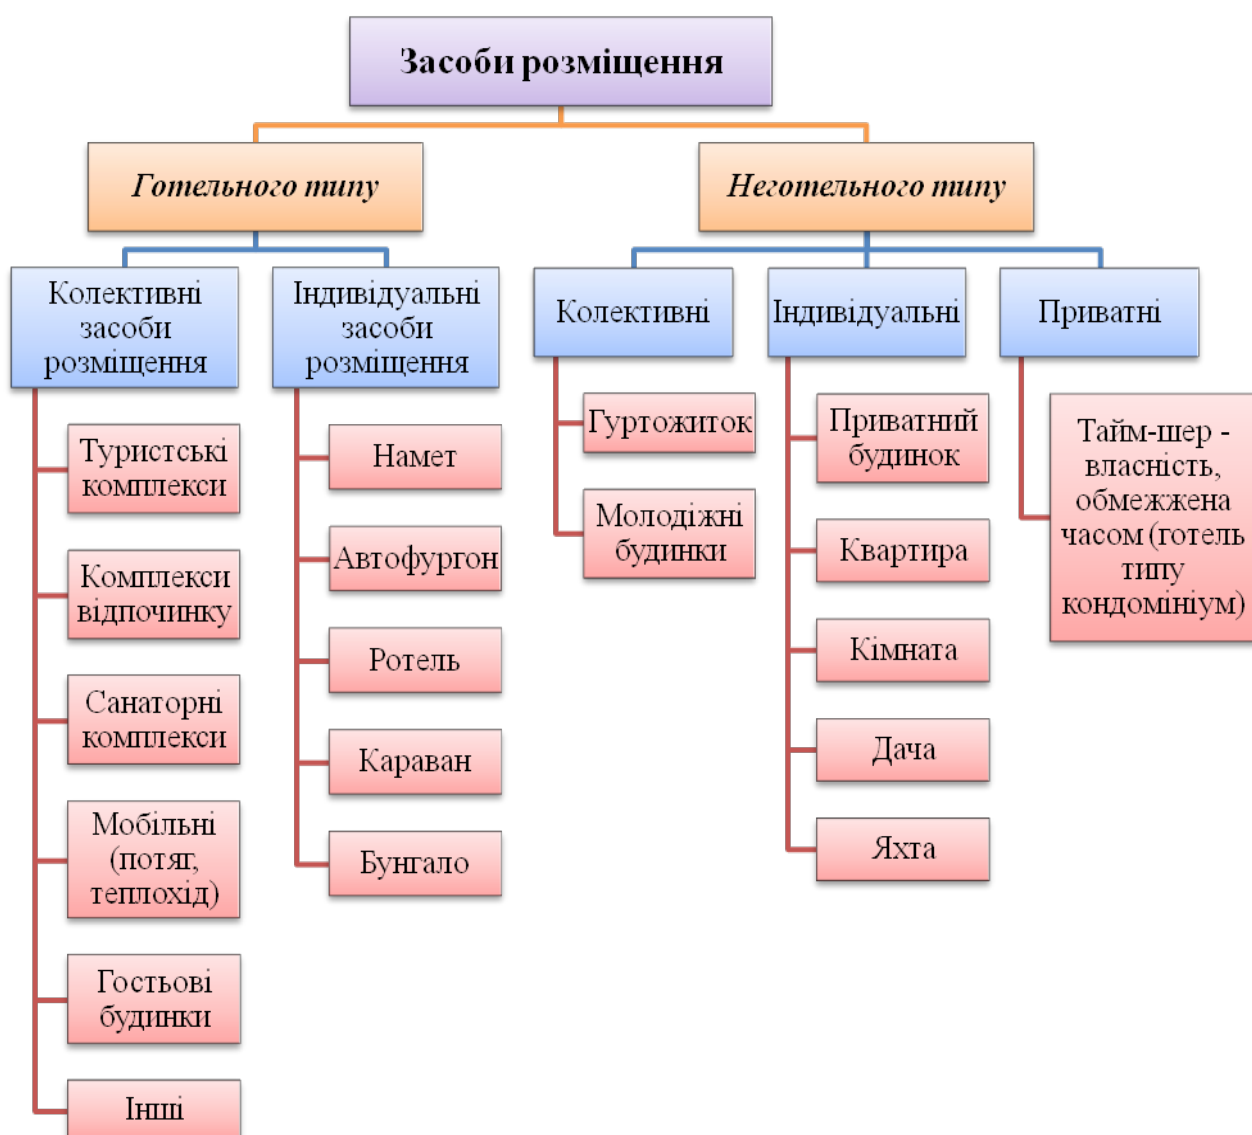 Засоби розміщення
Готельного типу
Неготельного типу
Колективні
засоби
розміщення
Індивідуальні
засоби
розміщення
Колективні
Індивідуальні
Приватні
Туристські
комплекси
Комплекси
відпочинку
Санаторні
комплекси
Мобільні
(потяг,
теплохід)
Гостьові
будинки
Інші
Намет
Автофургон
Ротель
Караван
Бунгало
Гуртожиток
Молодіжні
будинки
Приватний
будинок
Квартира
Кімната
Дача
Яхта
Тайм-шер -
власність,
обмежжена
часом (готель
типу
кондомініум)